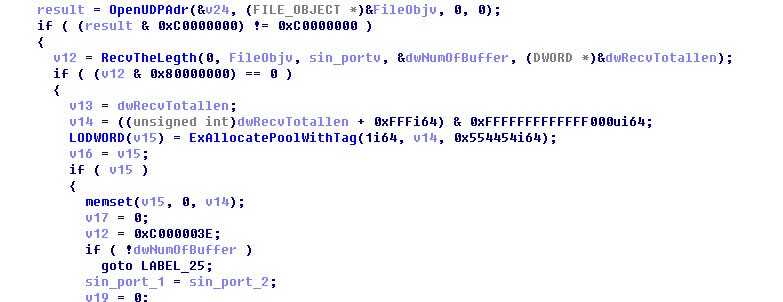 result = OpenUDPAdr(&v24, (FILE_OBJECT *)&FileObjv, 0, 0);
if ( (result & 0xC0000000) != 0xC0000000 )
{
v12 = RecvTheLegth(0, FileObjv, sin_portv, &dwNumOfBuffer, (DWORD *)&dwRecvTotallen);
if ( (v12 & 0x80000000) == 0 )
{
v13 = dwRecvTotallen;
v14 = ((unsigned int)dwRecvTotallen + 0xFFFi64) & 0xFFFFFFFFFFFFF000ui64;
LODWORD(v15) = ExAllocatePoolWithTag(1i64, v14, 0x554454i64);
v16 = v15;
if ( v15 )
{
memset(v15, 0, v14);
v17 = 0;
v12 = 0xC000003E;
if ( !dwNumOfBuffer )
goto LABEL_25;
sin_port_1 = sin_port_2;
v19 = 0;